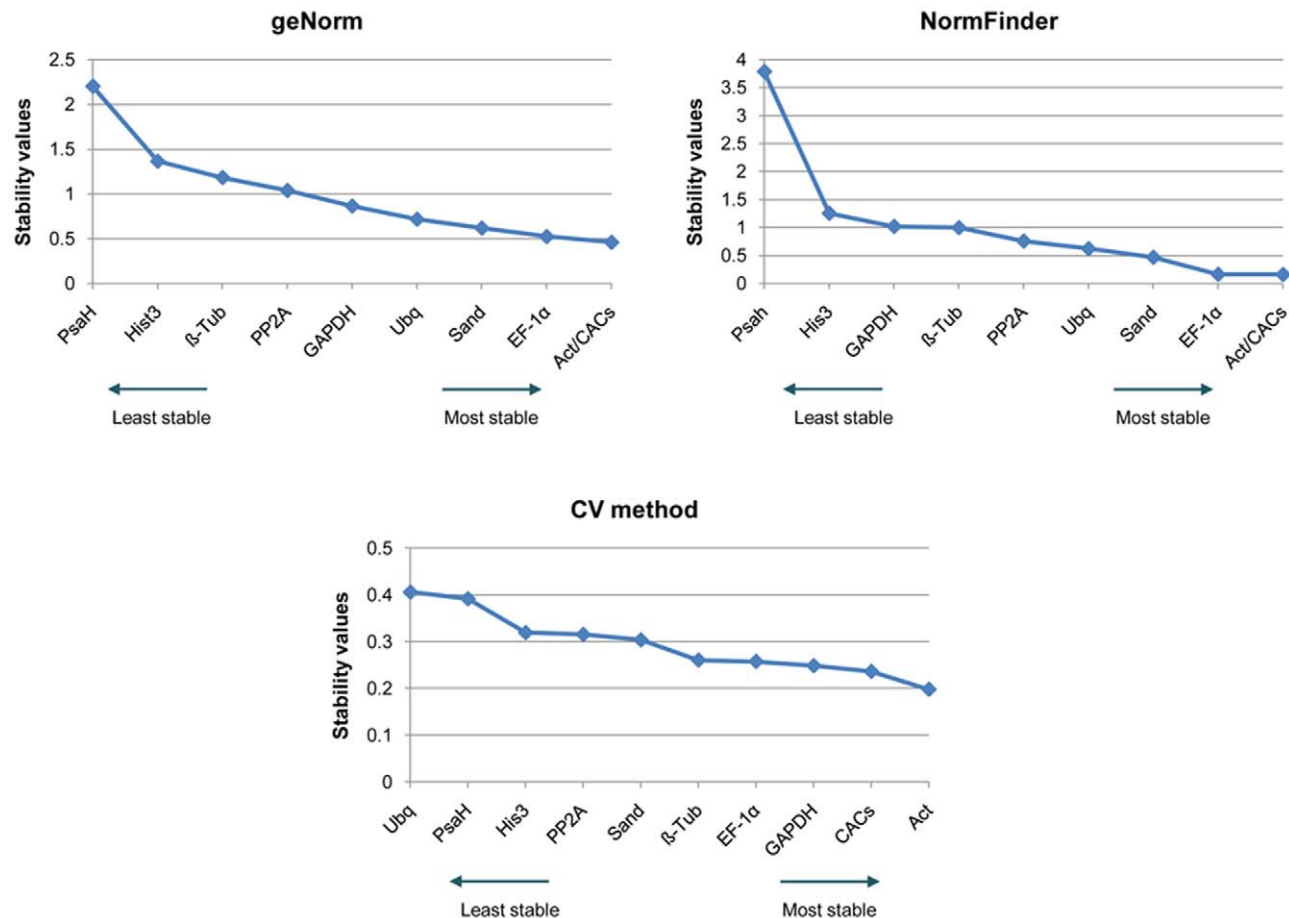 geNorm
2.5
2
1.5
1
0.5
0
Stability values
PsaH
Hist3
ß-Tub
PP2A
GAPDH
Ubq
Sand
EF-1α
Act/CACs
Least stable
Most stable
NormFinder
4
3.5
3
2.5
2
1.5
1
0.5
0
Stability values
Psah
His3
GAPDH
ß-Tub
PP2A
Ubq
Sand
EF-1α
Act/CACs
Least stable
Most stable
CV method
0.5
0.4
0.3
0.2
0.1
0
Stability values
Ubq
PsaH
His3
PP2A
Sand
ß-Tub
EF-1α
GAPDH
CACs
Act
Least stable
Most stable